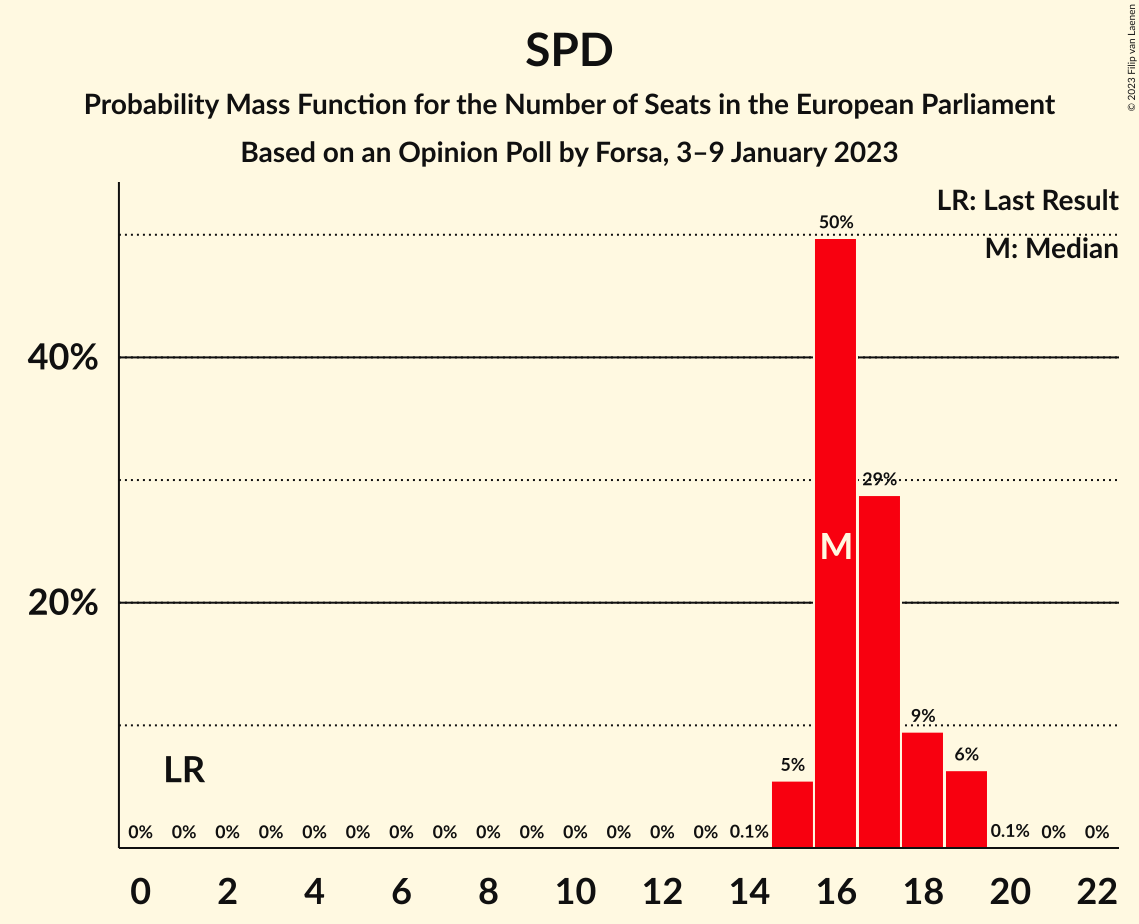 SPD
Probability Mass Function for the Number of Seats in the European Parliament
Based on an Opinion Poll by Forsa, 3–9 January 2023
© 2023 Filip van Laenen
LR: Last Result
M: Median
50%
40%
29%
M
20%
9%
6%
5%
LR
0% 0% 0% 0% 0% 0% 0% 0% 0% 0% 0% 0% 0% 0% 0.1% 0.1% 0% 0%
0 2 4 6 8 10 12 14 16 18 20 22